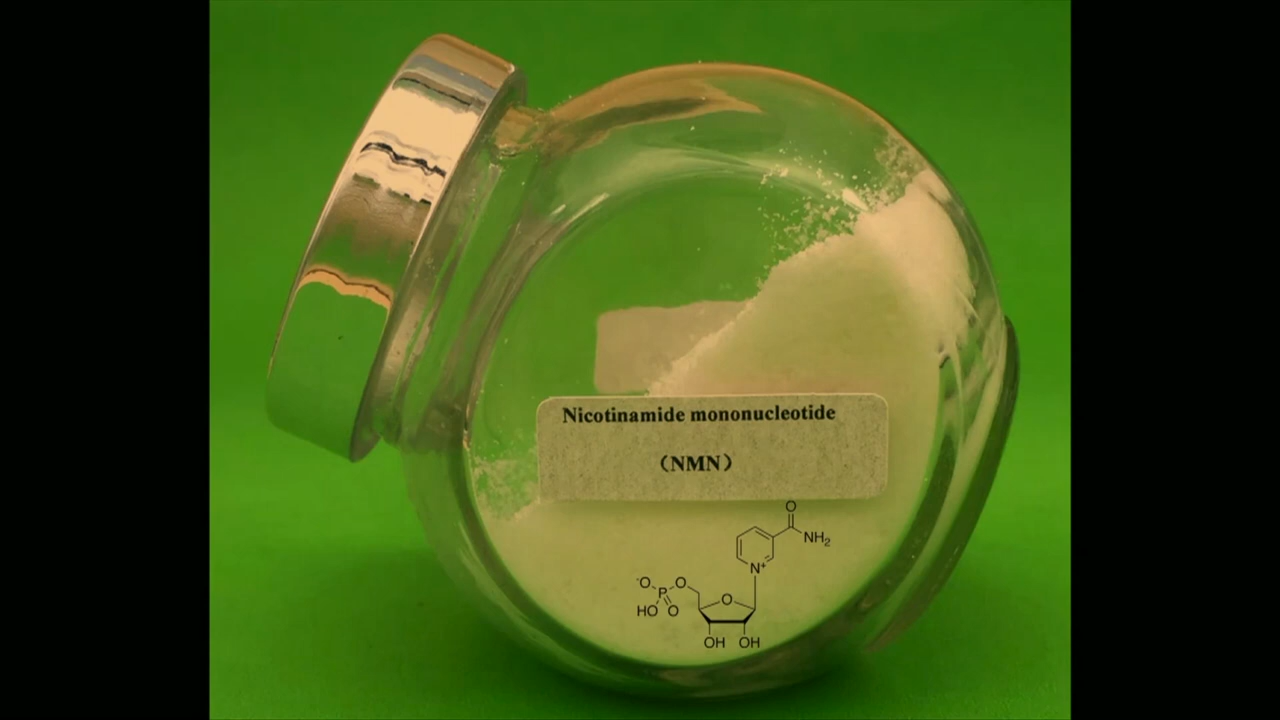 Nicotinamide mononucleotide
（NMN）
O
NH2
N+
-O
O
P
O
HO
O
OH
OH